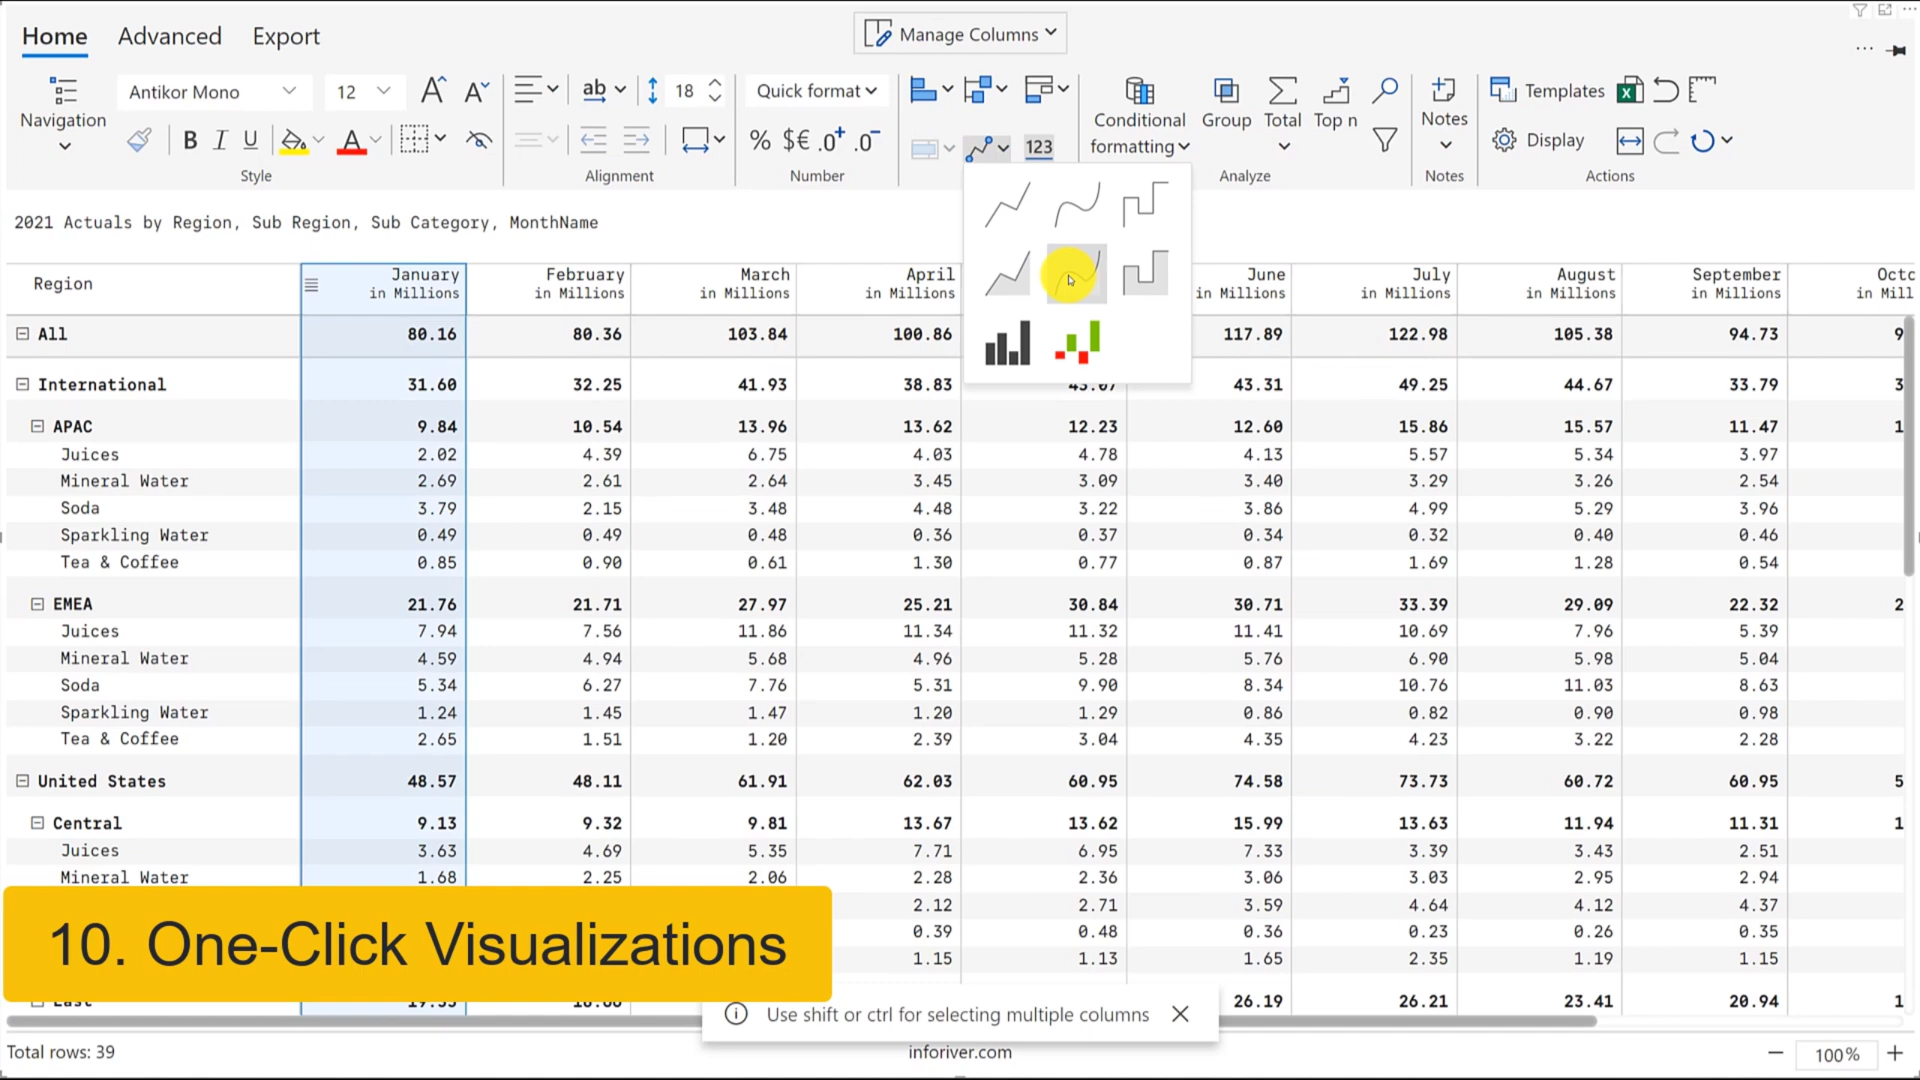 Home Advanced Export
Manage Columns
Navigation
Antikor Mono 12
ab 18
Quick format
B I U A
% $€ .0+ .0-
123
Conditional formatting
Group
Total
Top n
Notes
Templates
Display
Style Alignment Number Analyze Notes Actions
2021 Actuals by Region, Sub Region, Sub Category, MonthName
Region January February March April June July August September Octo
in Millions in Millions in Millions in Millions in Millions in Millions in Millions in Millions in Mill
All 80.16 80.36 103.84 100.86 117.89 122.98 105.38 94.73 9
International 31.60 32.25 41.93 38.83 43.07 43.31 49.25 44.67 33.79 3
APAC 9.84 10.54 13.96 13.62 12.23 12.60 15.86 15.57 11.47 1
Juices 2.02 4.39 6.75 4.03 4.78 4.13 5.57 5.34 3.97
Mineral Water 2.69 2.61 2.64 3.45 3.09 3.40 3.29 3.26 2.54
Soda 3.79 2.15 3.48 4.48 3.22 3.86 4.99 5.29 3.96
Sparkling Water 0.49 0.49 0.48 0.36 0.37 0.34 0.32 0.40 0.46
Tea & Coffee 0.85 0.90 0.61 1.30 0.77 0.87 1.69 1.28 0.54
EMEA 21.76 21.71 27.97 25.21 30.84 30.71 33.39 29.09 22.32 2
Juices 7.94 7.56 11.86 11.34 11.32 11.41 10.69 7.96 5.39
Mineral Water 4.59 4.94 5.68 4.96 5.28 5.76 6.90 5.98 5.04
Soda 5.34 6.27 7.76 5.31 9.90 8.34 10.76 11.03 8.63
Sparkling Water 1.24 1.45 1.47 1.20 1.29 0.86 0.82 0.90 0.98
Tea & Coffee 2.65 1.51 1.20 2.39 3.04 4.35 4.23 3.22 2.28
United States 48.57 48.11 61.91 62.03 60.95 74.58 73.73 60.72 60.95 5
Central 9.13 9.32 9.81 13.67 13.62 15.99 13.63 11.94 11.31 1
Juices 3.63 4.69 5.35 7.71 6.95 7.33 3.39 3.43 2.51
Mineral Water 1.68 2.25 2.06 2.28 2.36 3.06 3.03 2.95 2.94
2.12 2.71 3.59 4.64 4.12 4.37
0.39 0.48 0.36 0.23 0.26 0.35
1.15 1.13 1.65 2.35 1.19 1.15
East 26.19 26.21 23.41 20.94 1
10. One-Click Visualizations
Use shift or ctrl for selecting multiple columns
Total rows: 39
inforiver.com
100%